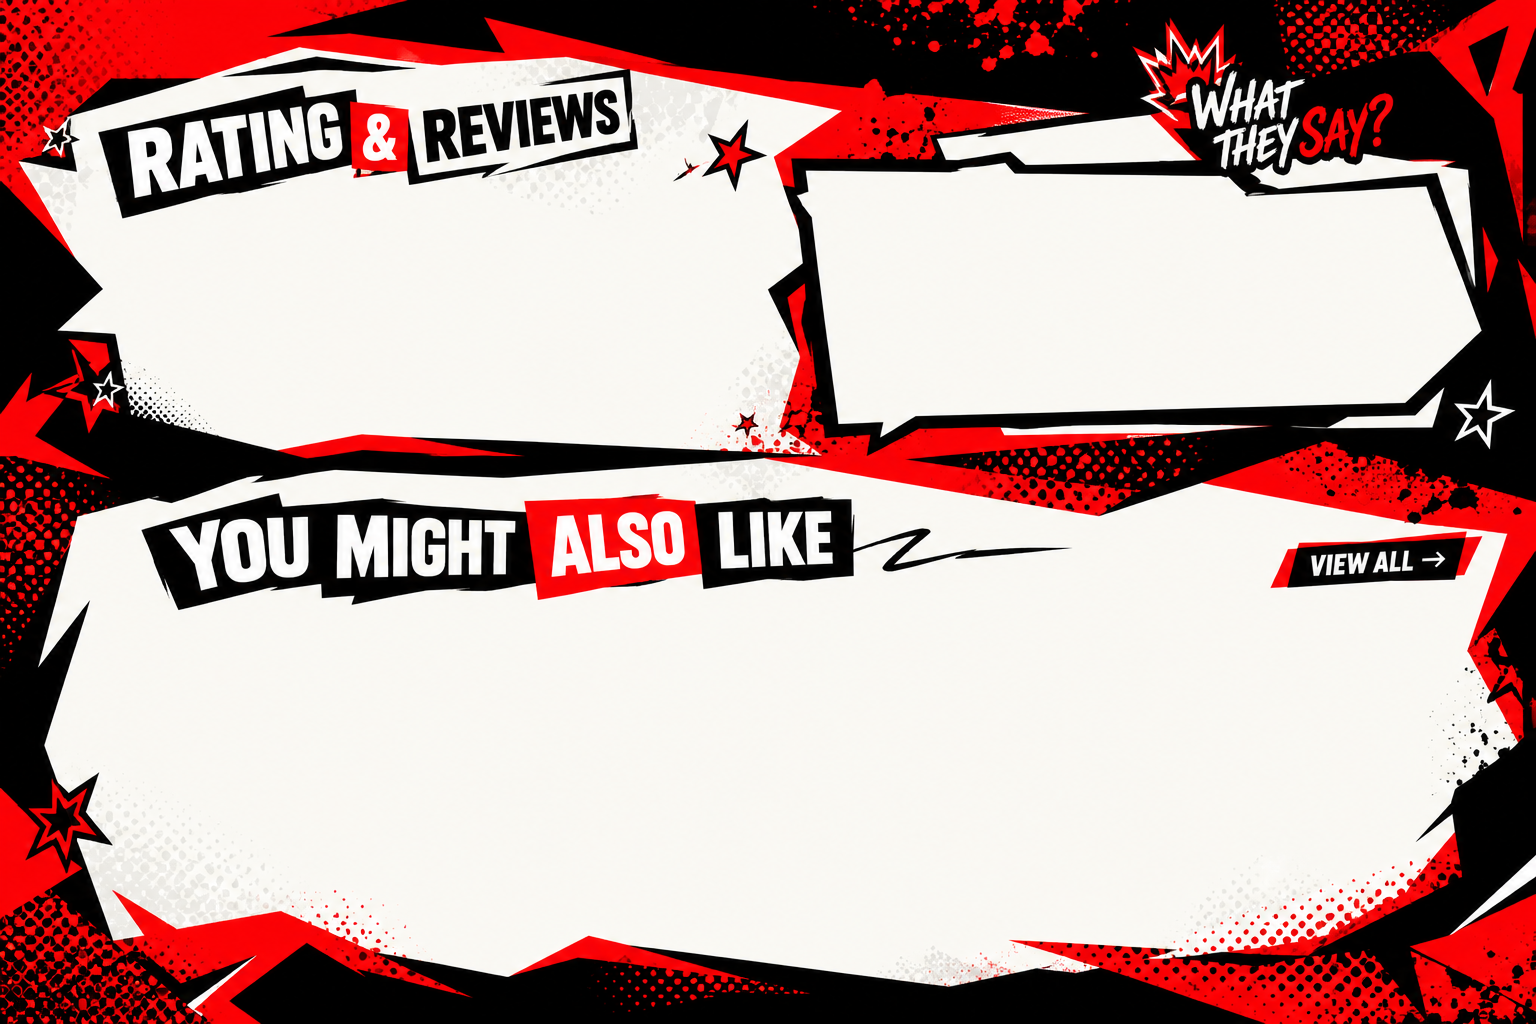 RATING & REVIEWS
WHAT
THEY SAY?
YOU MIGHT ALSO LIKE
VIEW ALL →